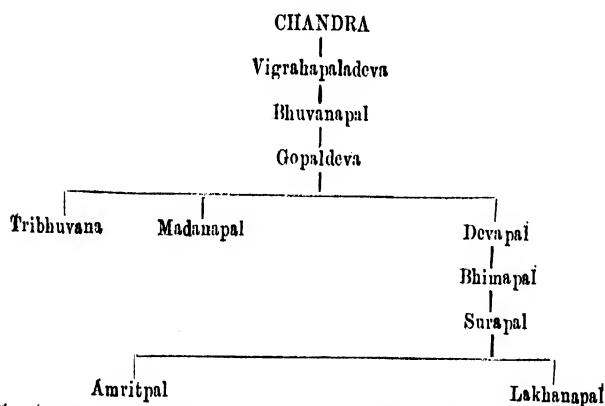 CHANDRA
Vigrahapaladeva
Bhuvanapal
Gopaldeva
Tribhuvana Madanapal Devapal
Bhimapal
Surapal
Amritpal Lakhanapal